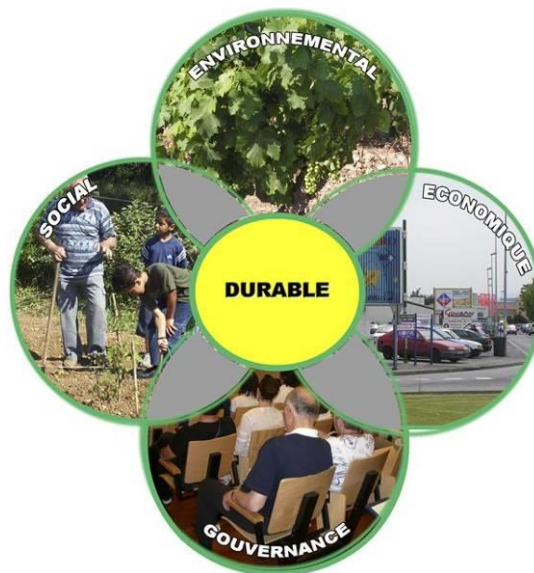 ENVIRONNEMENTAL
SOCIAL
ECONOMIQUE
DURABLE
GOUVERNANCE